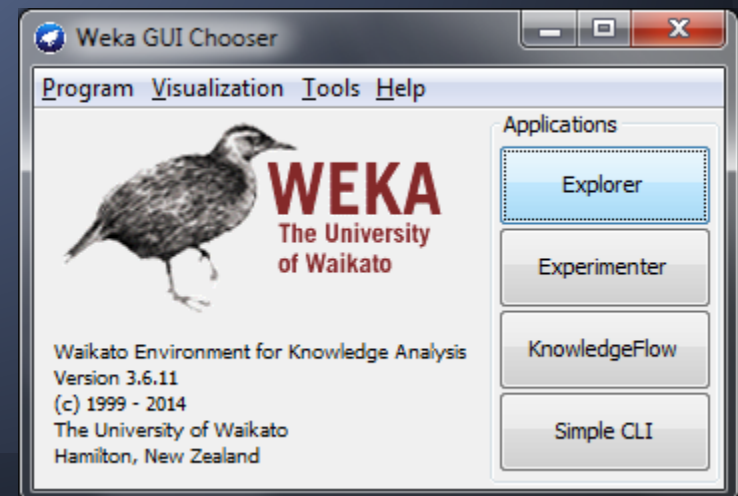 Weka GUI Chooser
Program Visualization Tools Help
WEKA
The University
of Waikato
Waikato Environment for Knowledge Analysis
Version 3.6.11
(c) 1999 - 2014
The University of Waikato
Hamilton, New Zealand
Applications
Explorer
Experimenter
KnowledgeFlow
Simple CLI